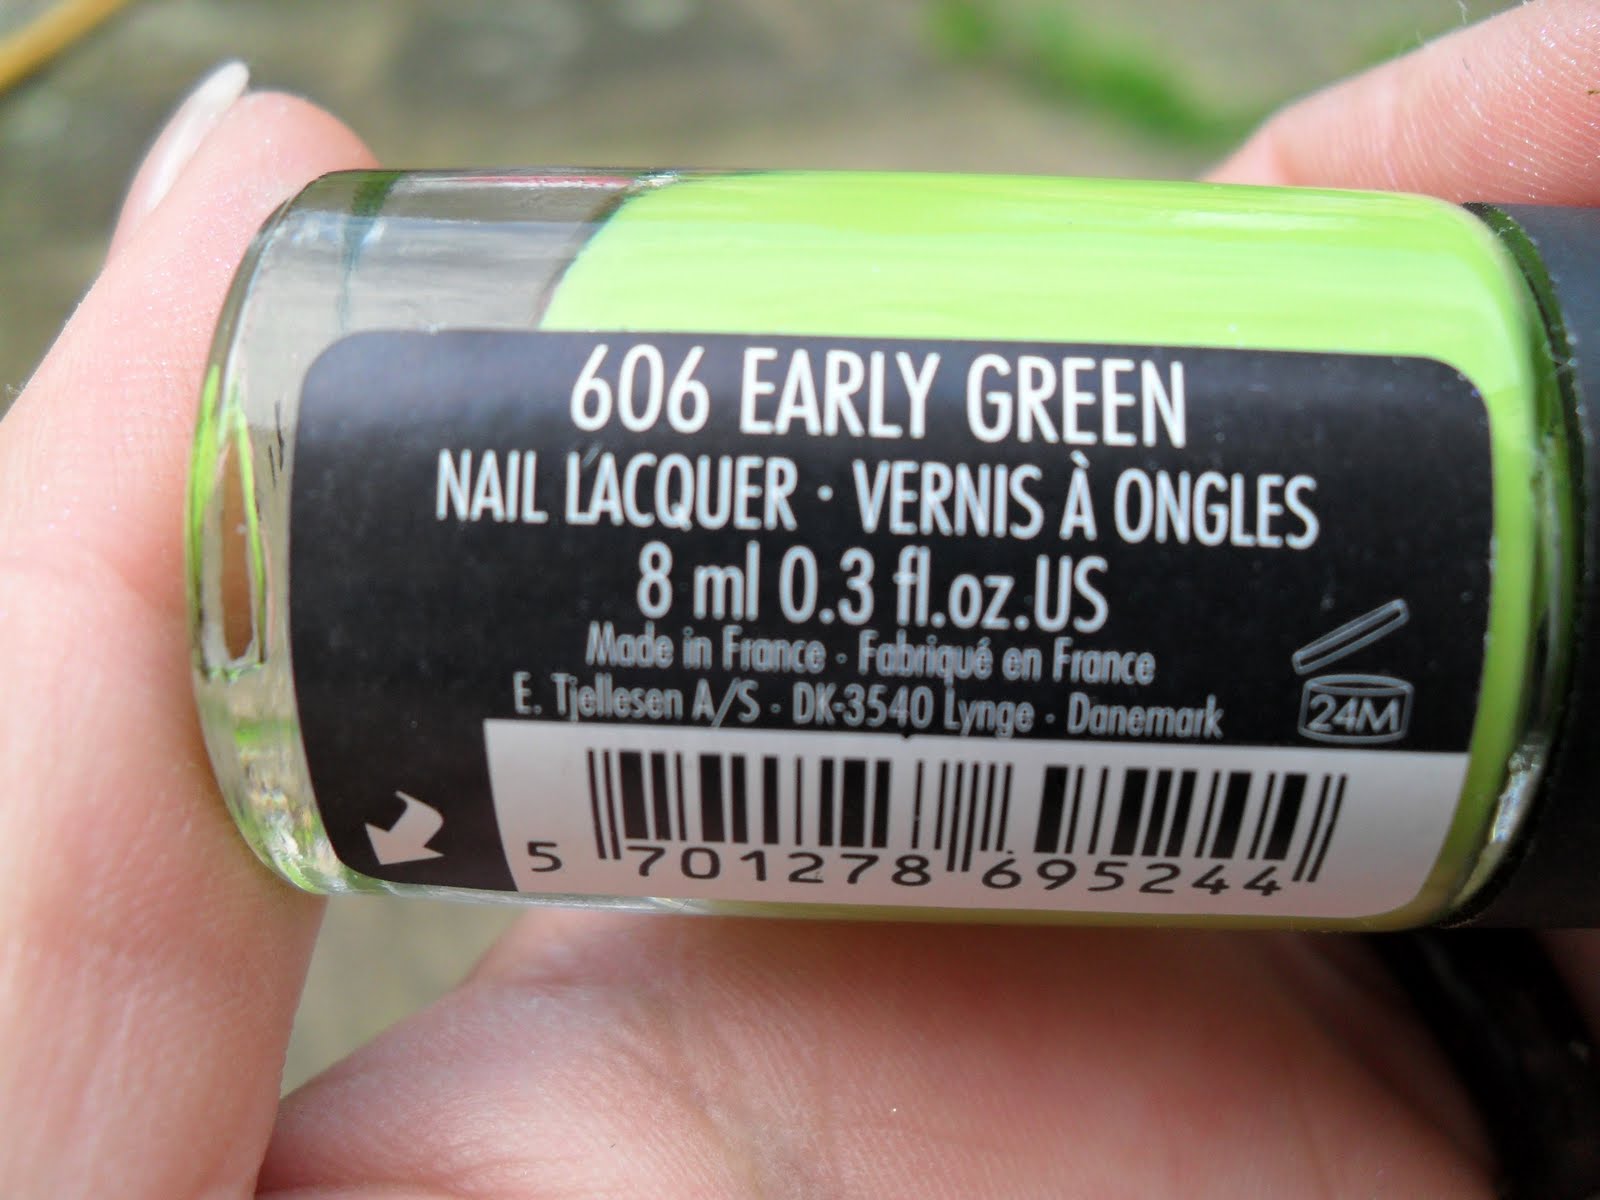 606 EARLY GREEN
NAIL LACQUER · VERNIS À ONGLES
8 ml 0.3 fl.oz.US
Made in France · Fabriqué en France
E. Tjellesen A/S · DK-3540 Lynge · Danemark
24M
5 701278 695244